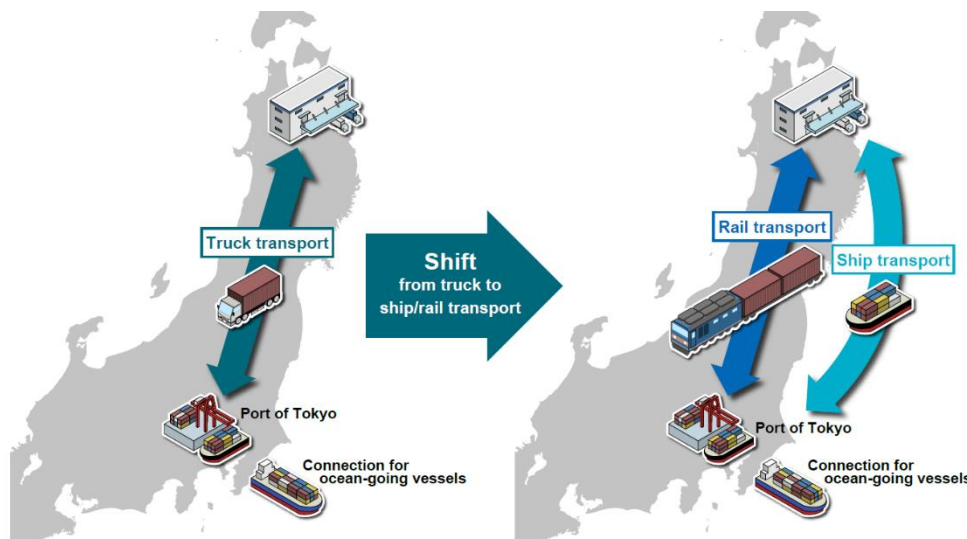 Truck transport
Port of Tokyo
Connection for
ocean-going vessels
Shift
from truck to
ship/rail transport
Rail transport
Ship transport
Port of Tokyo
Connection for
ocean-going vessels